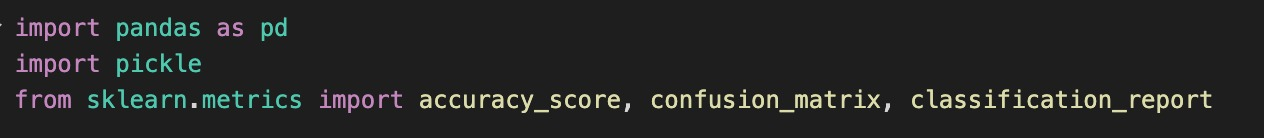 import pandas as pd
import pickle
from sklearn.metrics import accuracy_score, confusion_matrix, classification_report